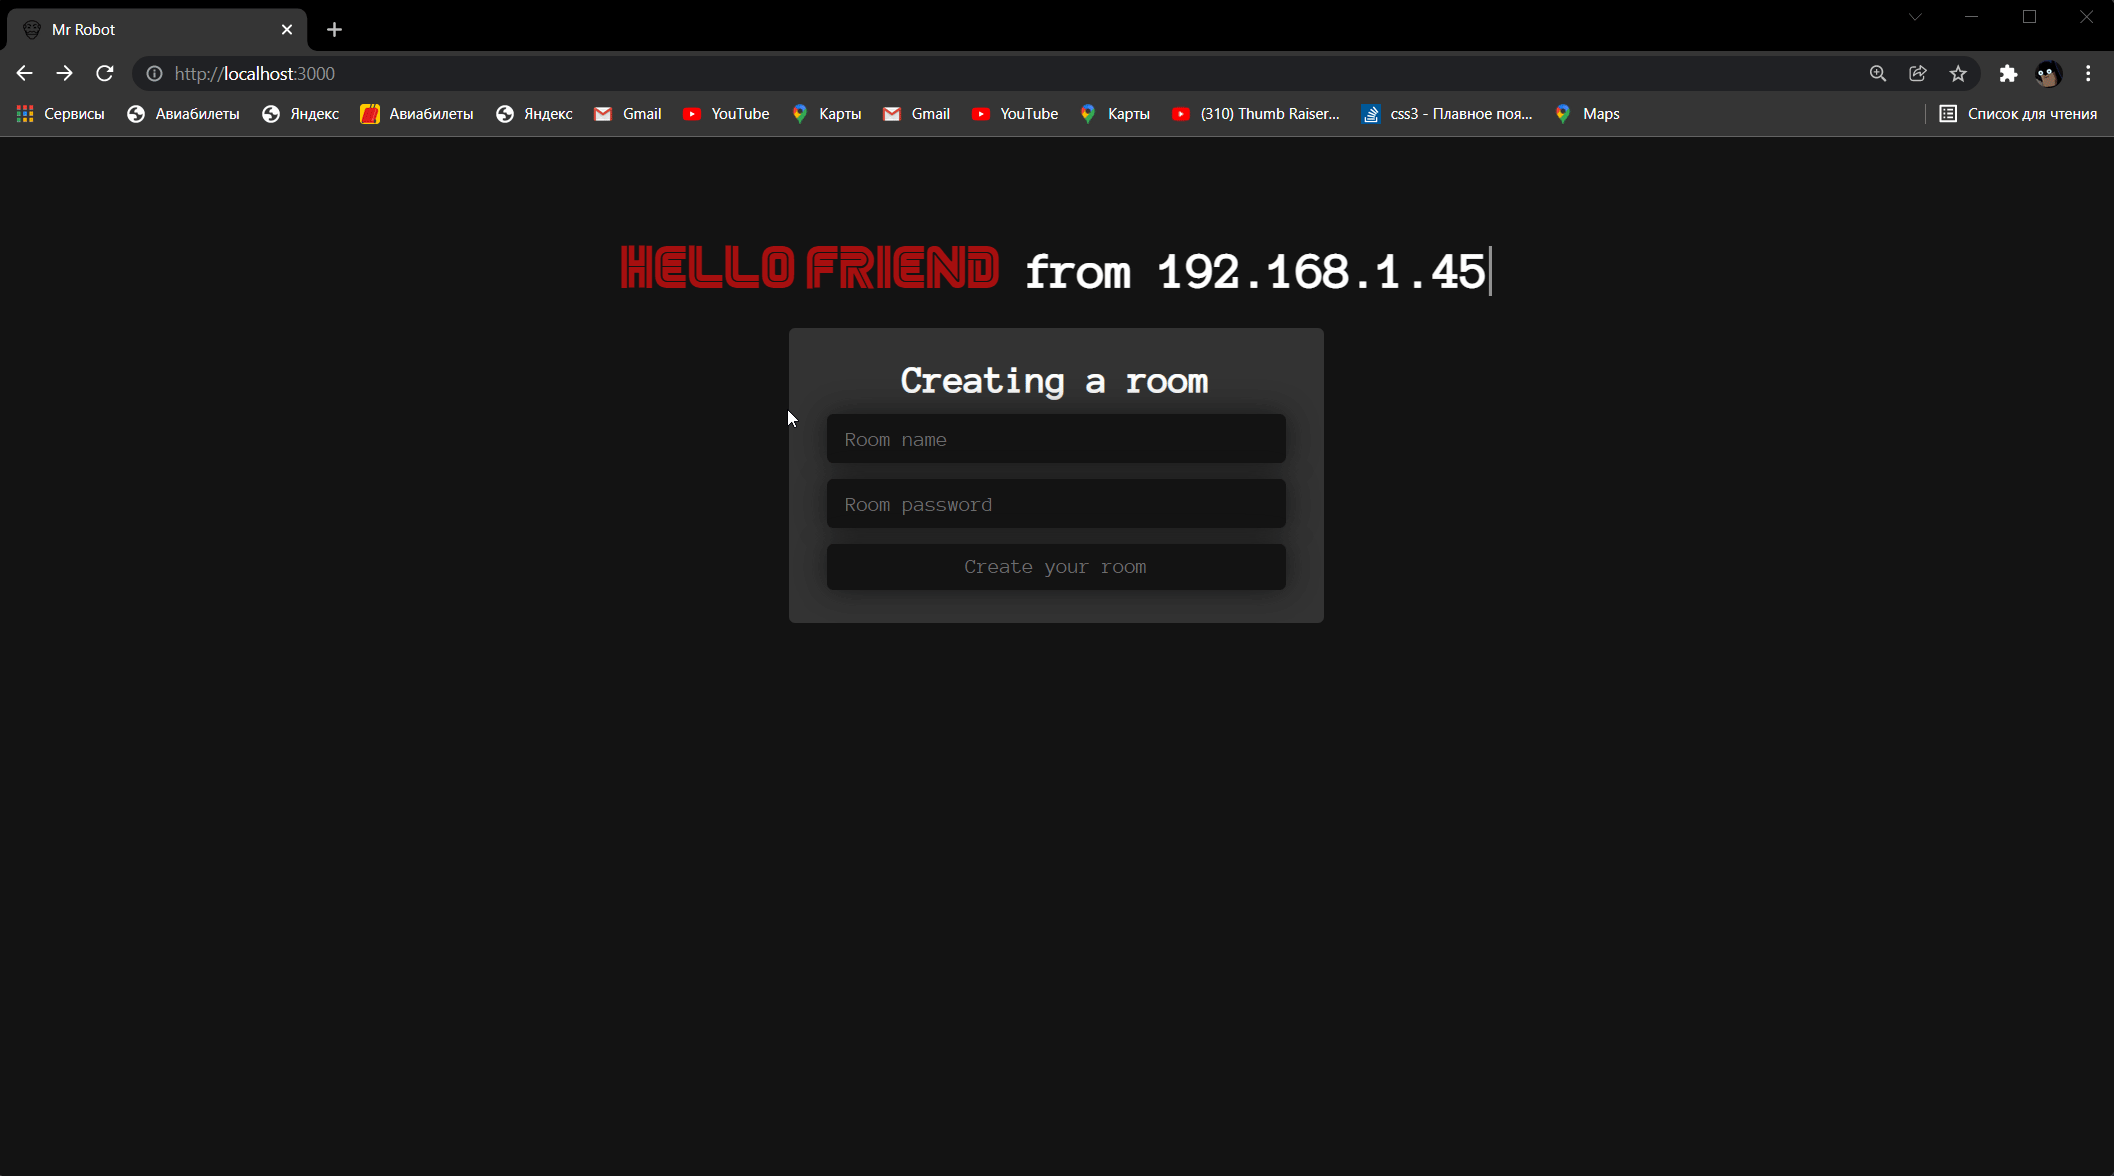 Mr Robot
http://localhost:3000
Сервисы Авиабилеты Яндекс Авиабилеты Яндекс Gmail YouTube Карты Gmail YouTube Карты (310) Thumb Raiser... css3 - Плавное поя... Maps Список для чтения
HELLO FRIEND from 192.168.1.45
Creating a room
Room name
Room password
Create your room